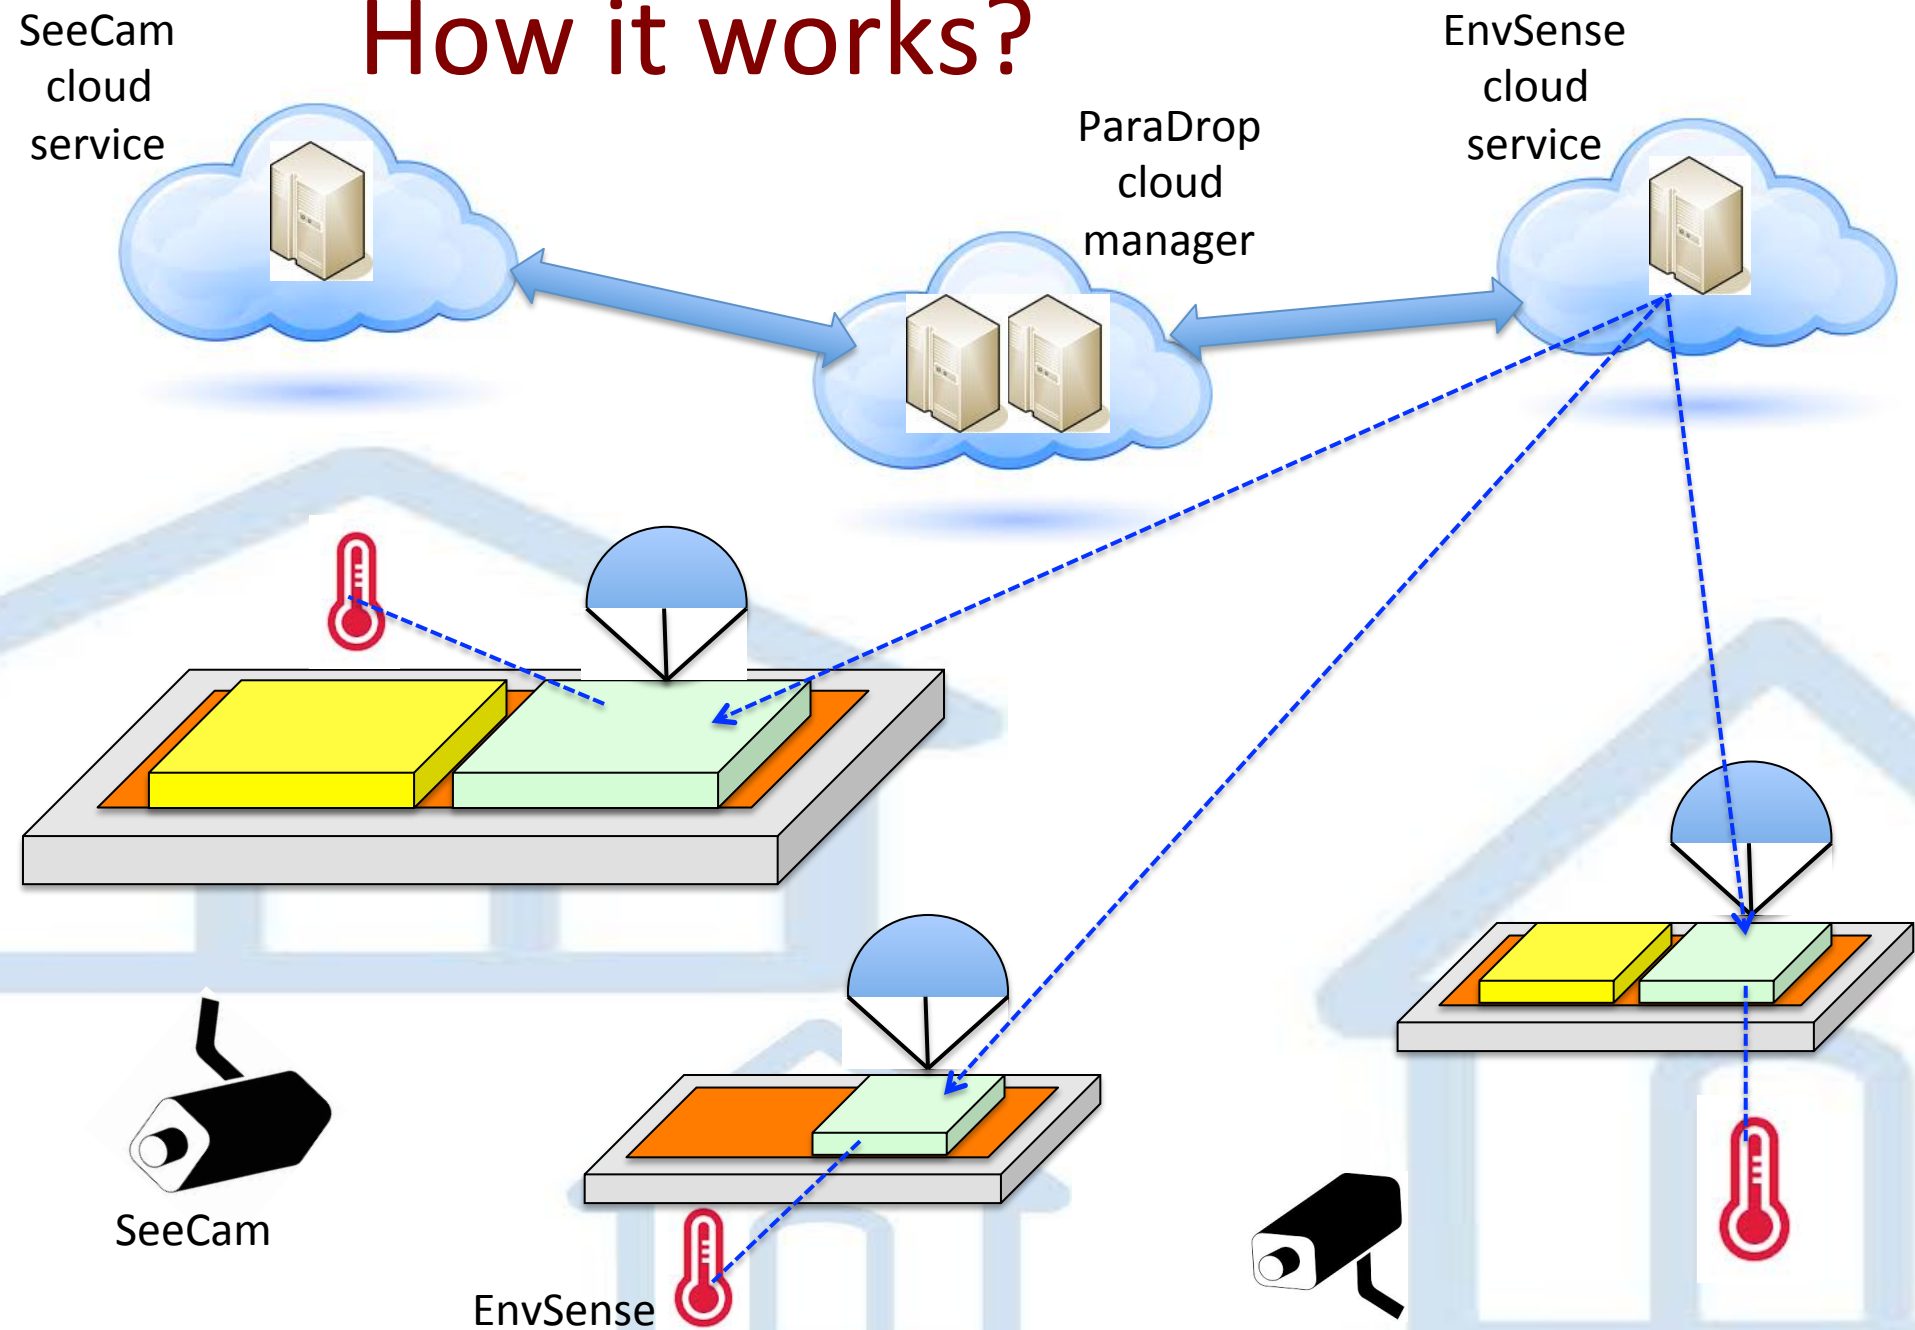 How it works?
SeeCam
cloud
service
ParaDrop
cloud
manager
EnvSense
cloud
service
SeeCam
EnvSense